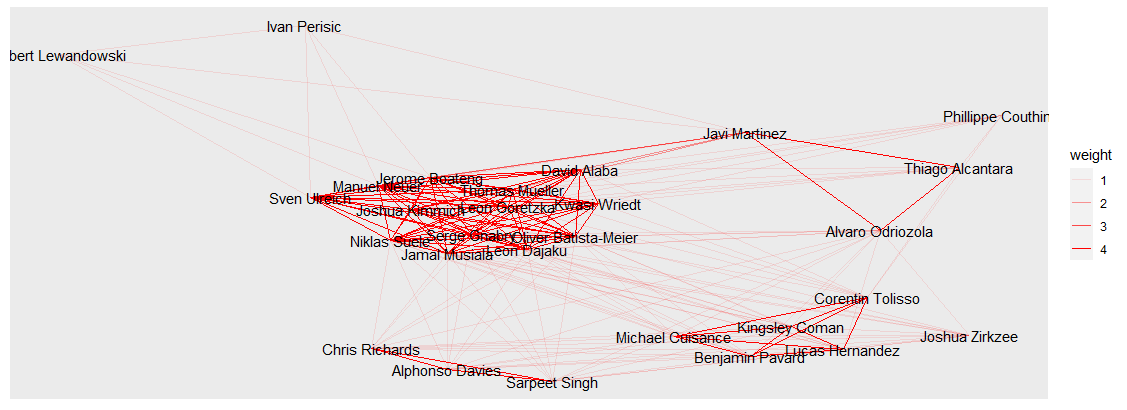 Ivan Perisic
bert Lewandowski
Phillippe Couthin
Javi Martinez
Thiago Alcantara
David Alaba
Jerome Boateng
Manuel Neuer
Thomas Mueller
Sven Ulreich
Kwasi Wriedt
Joshua Kimmich
Leon Goretzka
Alvaro Odriozola
Serge Gnabry
Oliver Batista-Meier
Niklas Suele
Leon Dajaku
Jamal Musiala
Corentin Tolisso
Kingsley Coman
Michael Cuisance
Joshua Zirkzee
Chris Richards
Lucas Hernandez
Benjamin Pavard
Alphonso Davies
Sarpeet Singh
weight
1
2
3
4